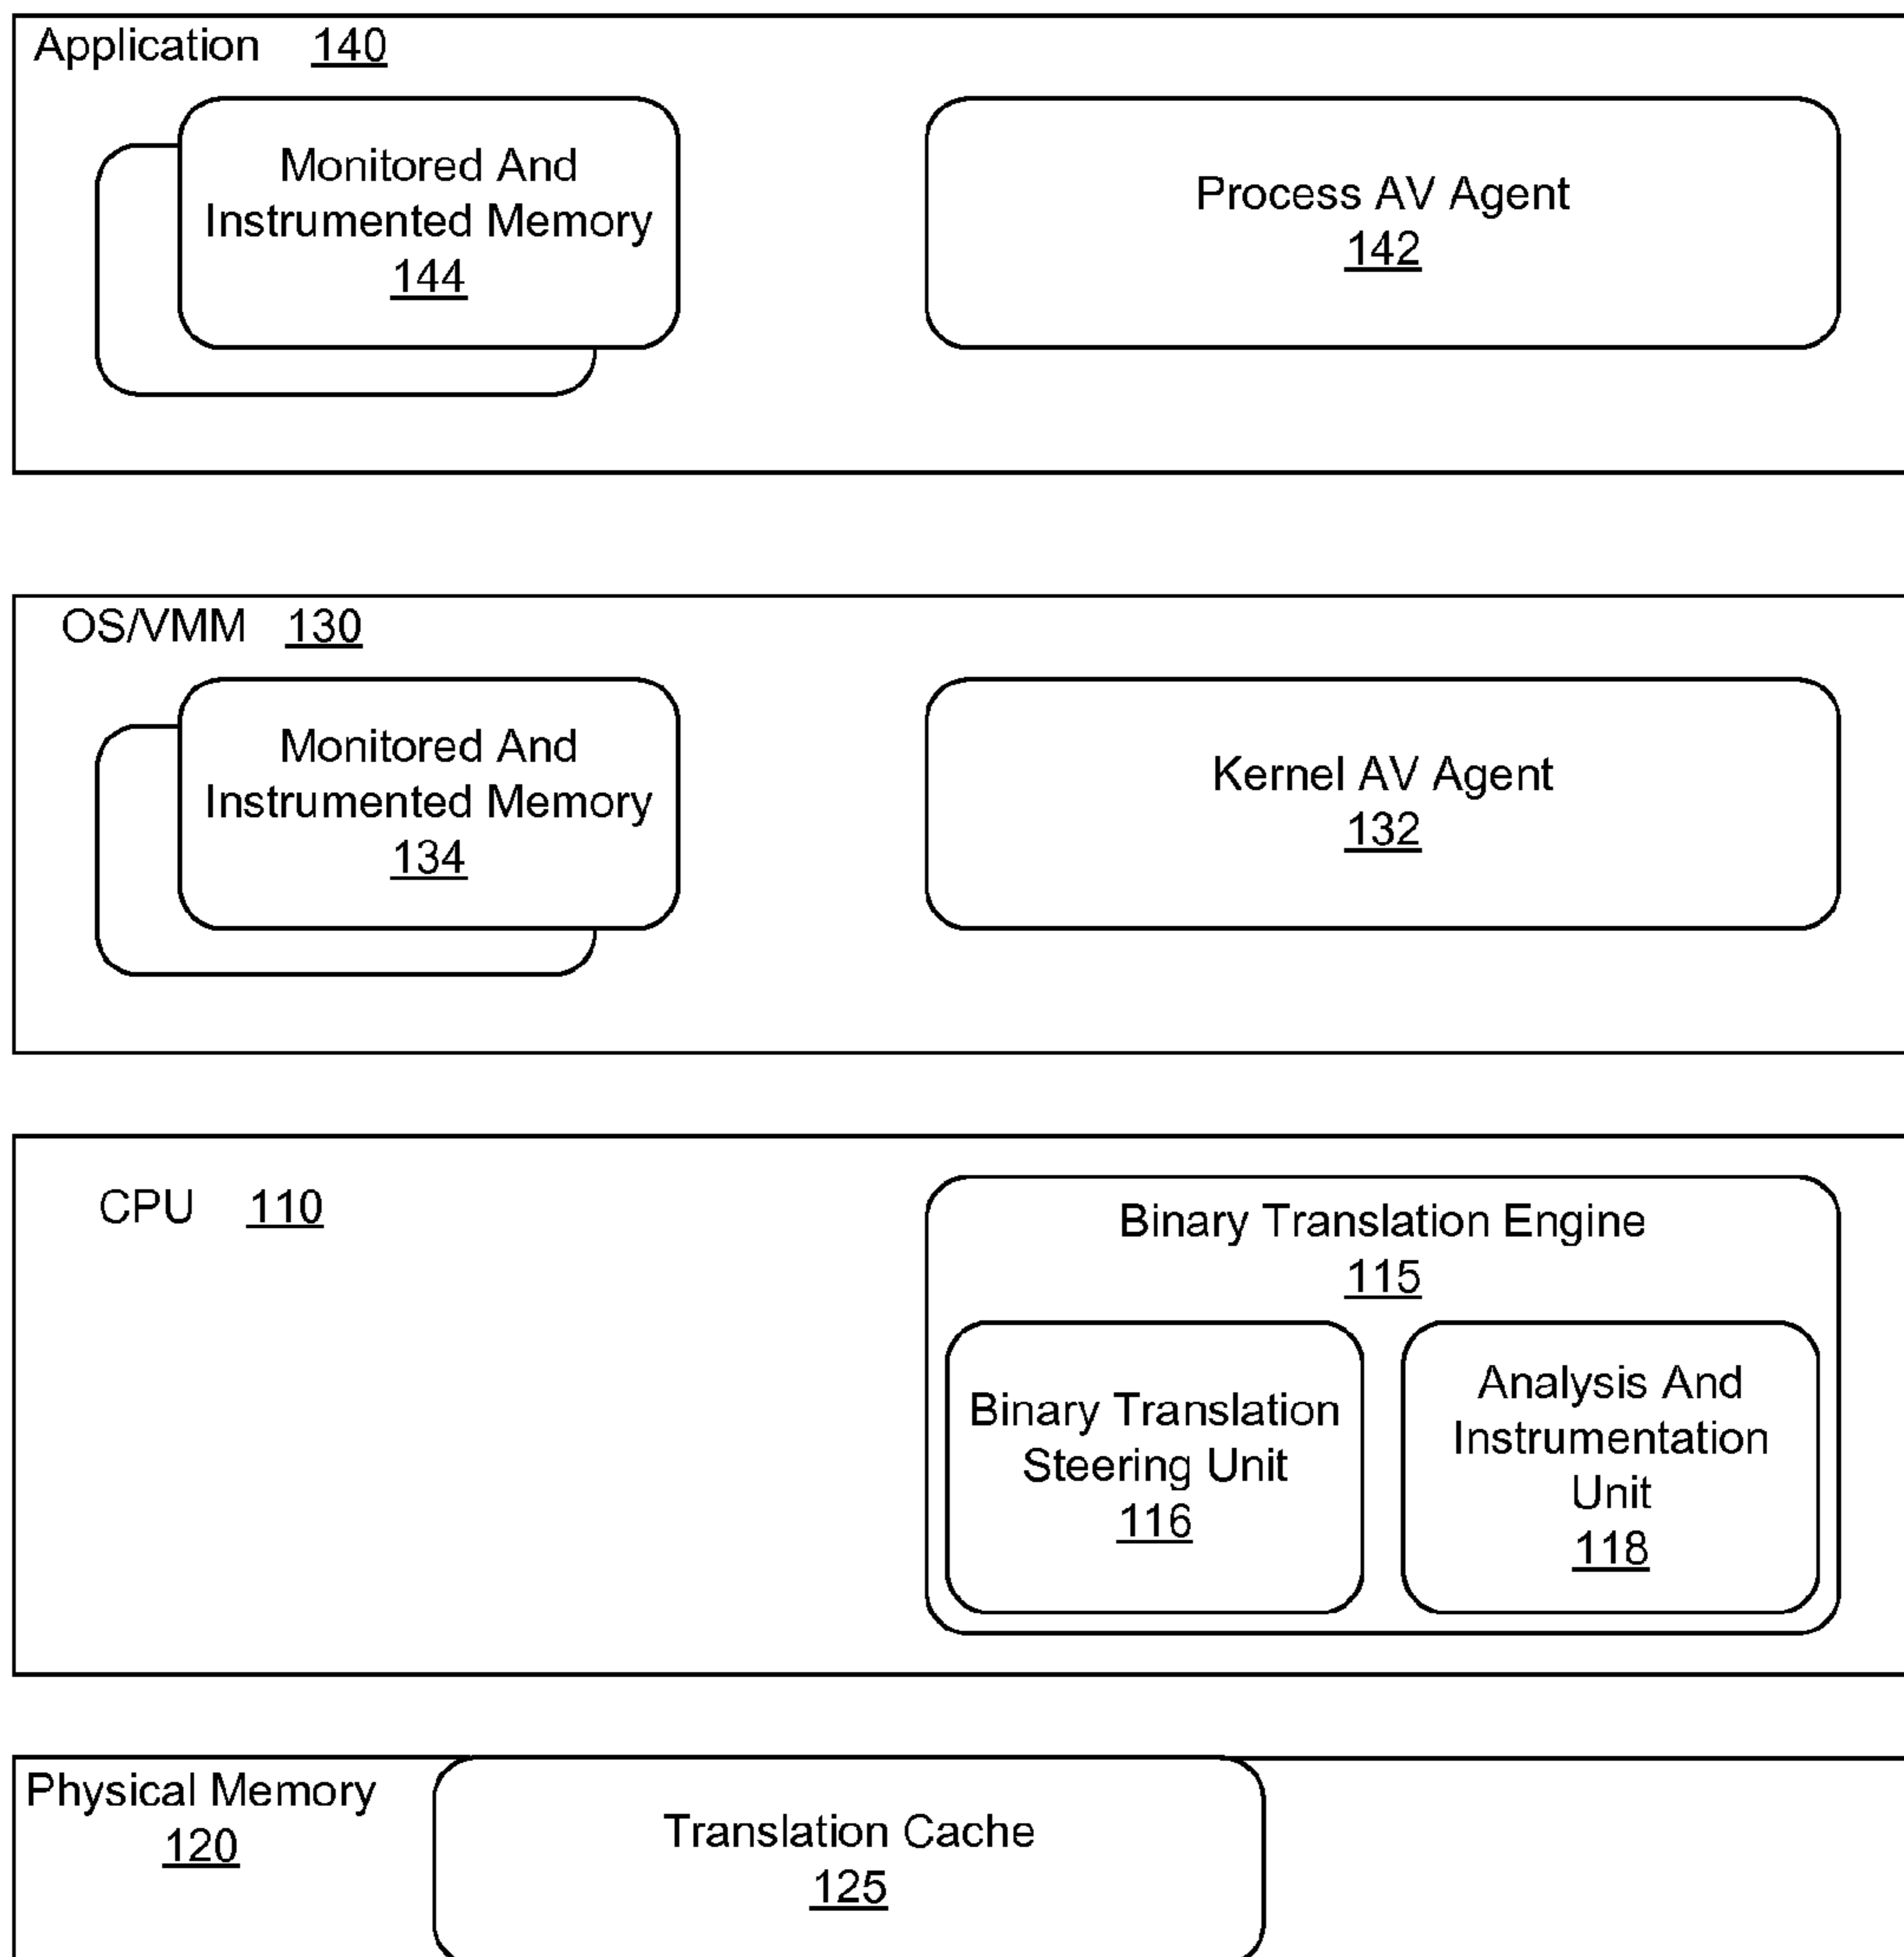 Application 140
Monitored And
Instrumented Memory
144
Process AV Agent
142
OS/VMM 130
Monitored And
Instrumented Memory
134
Kernel AV Agent
132
CPU 110
Binary Translation Engine
115
Binary Translation
Steering Unit
116
Analysis And
Instrumentation
Unit
118
Physical Memory
120
Translation Cache
125